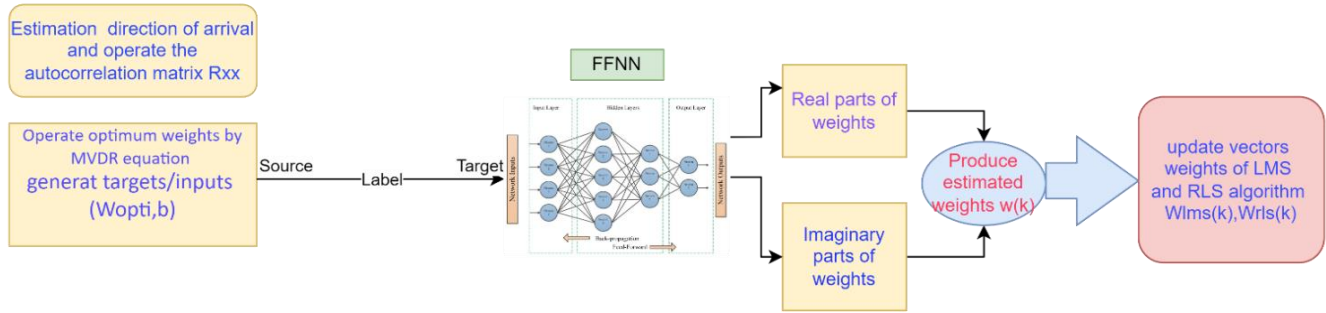 Estimation direction of arrival
and operate the
autocorrelation matrix Rxx
Operate optimum weights by
MVDR equation
generat targets/inputs
(Wopti,b)
Source
Label
Target
FFNN
Input Layer
Hidden Layers
Output Layer
Network Inputs
Network Outputs
Back-propagation
Feed-Forward
Real parts of
weights
Imaginary
parts of
weights
Produce
estimated
weights w(k)
update vectors
weights of LMS
and RLS algorithm
Wlms(k),Wrls(k)